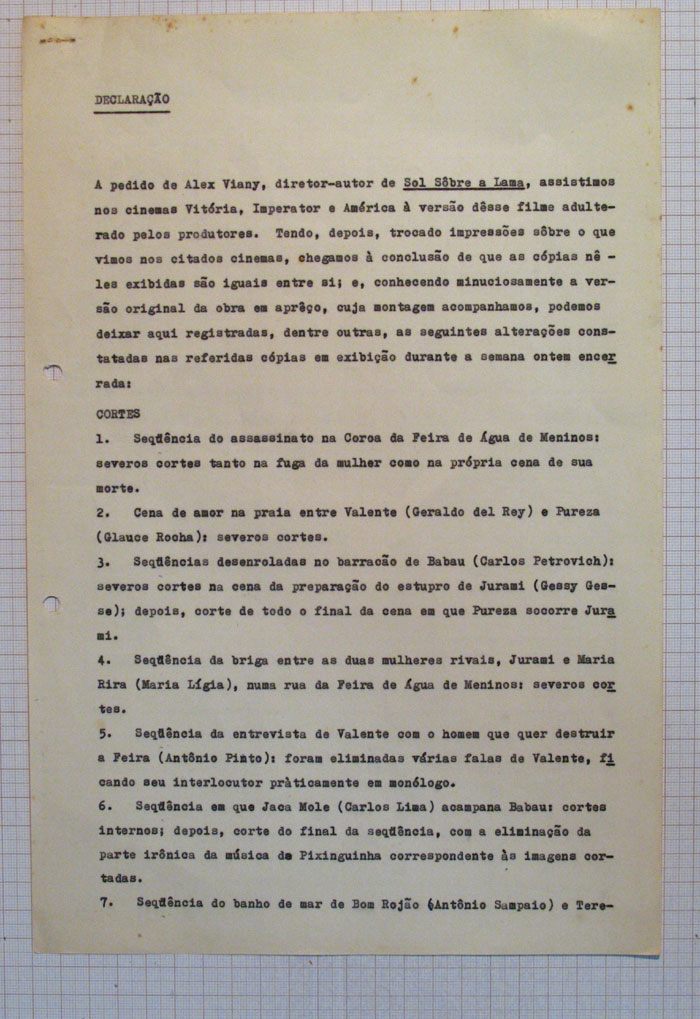 DECLARAÇÃO
A pedido de Alex Viany, diretor-autor de Sol Sôbre a Lama, assistimos
nos cinemas Vitória, Imperator e América à versão dêsse filme adulte-
rado pelos produtores. Tendo, depois, trocado impressões sôbre o que
vimos nos citados cinemas, chegamos à conclusão de que as cópias nê -
les exibidas são iguais entre si; e, conhecendo minuciosamente a ver-
são original da obra em aprêço, cuja montagem acompanhamos, podemos
deixar aqui registradas, dentre outras, as seguintes alterações cons-
tatadas nas referidas cópias em exibição durante a semana ontem encer
rada:
CORTES
1. Seqüência do assassinato na Coroa da Feira de Água de Meninos:
severos cortes tanto na fuga da mulher como na própria cena de sua
morte.
2. Cena de amor na praia entre Valente (Geraldo del Rey) e Pureza
(Glauce Rocha): severos cortes.
3. Seqüências desenroladas no barracão de Babau (Carlos Petrovich):
severos cortes na cena da preparação do estupro de Jurami (Gessy Ges-
se); depois, corte de todo o final da cena em que Pureza socorre Jura
mi.
4. Seqüência da briga entre as duas mulheres rivais, Jurami e Maria
Rira (Maria Lígia), numa rua da Feira de Água de Meninos: severos cor
tes.
5. Seqüência da entrevista de Valente com o homem que quer destruir
a Feira (Antônio Pinto): foram eliminadas várias falas de Valente, fi
cando seu interlocutor pràticamente em monólogo.
6. Seqüência em que Jaca Mole (Carlos Lima) acampana Babau: cortes
internos; depois, corte do final da seqüência, com a eliminação da
parte irônica da música de Pixinguinha correspondente às imagens cor-
tadas.
7. Seqüência do banho de mar de Bom Rojão (Antônio Sampaio) e Tere-